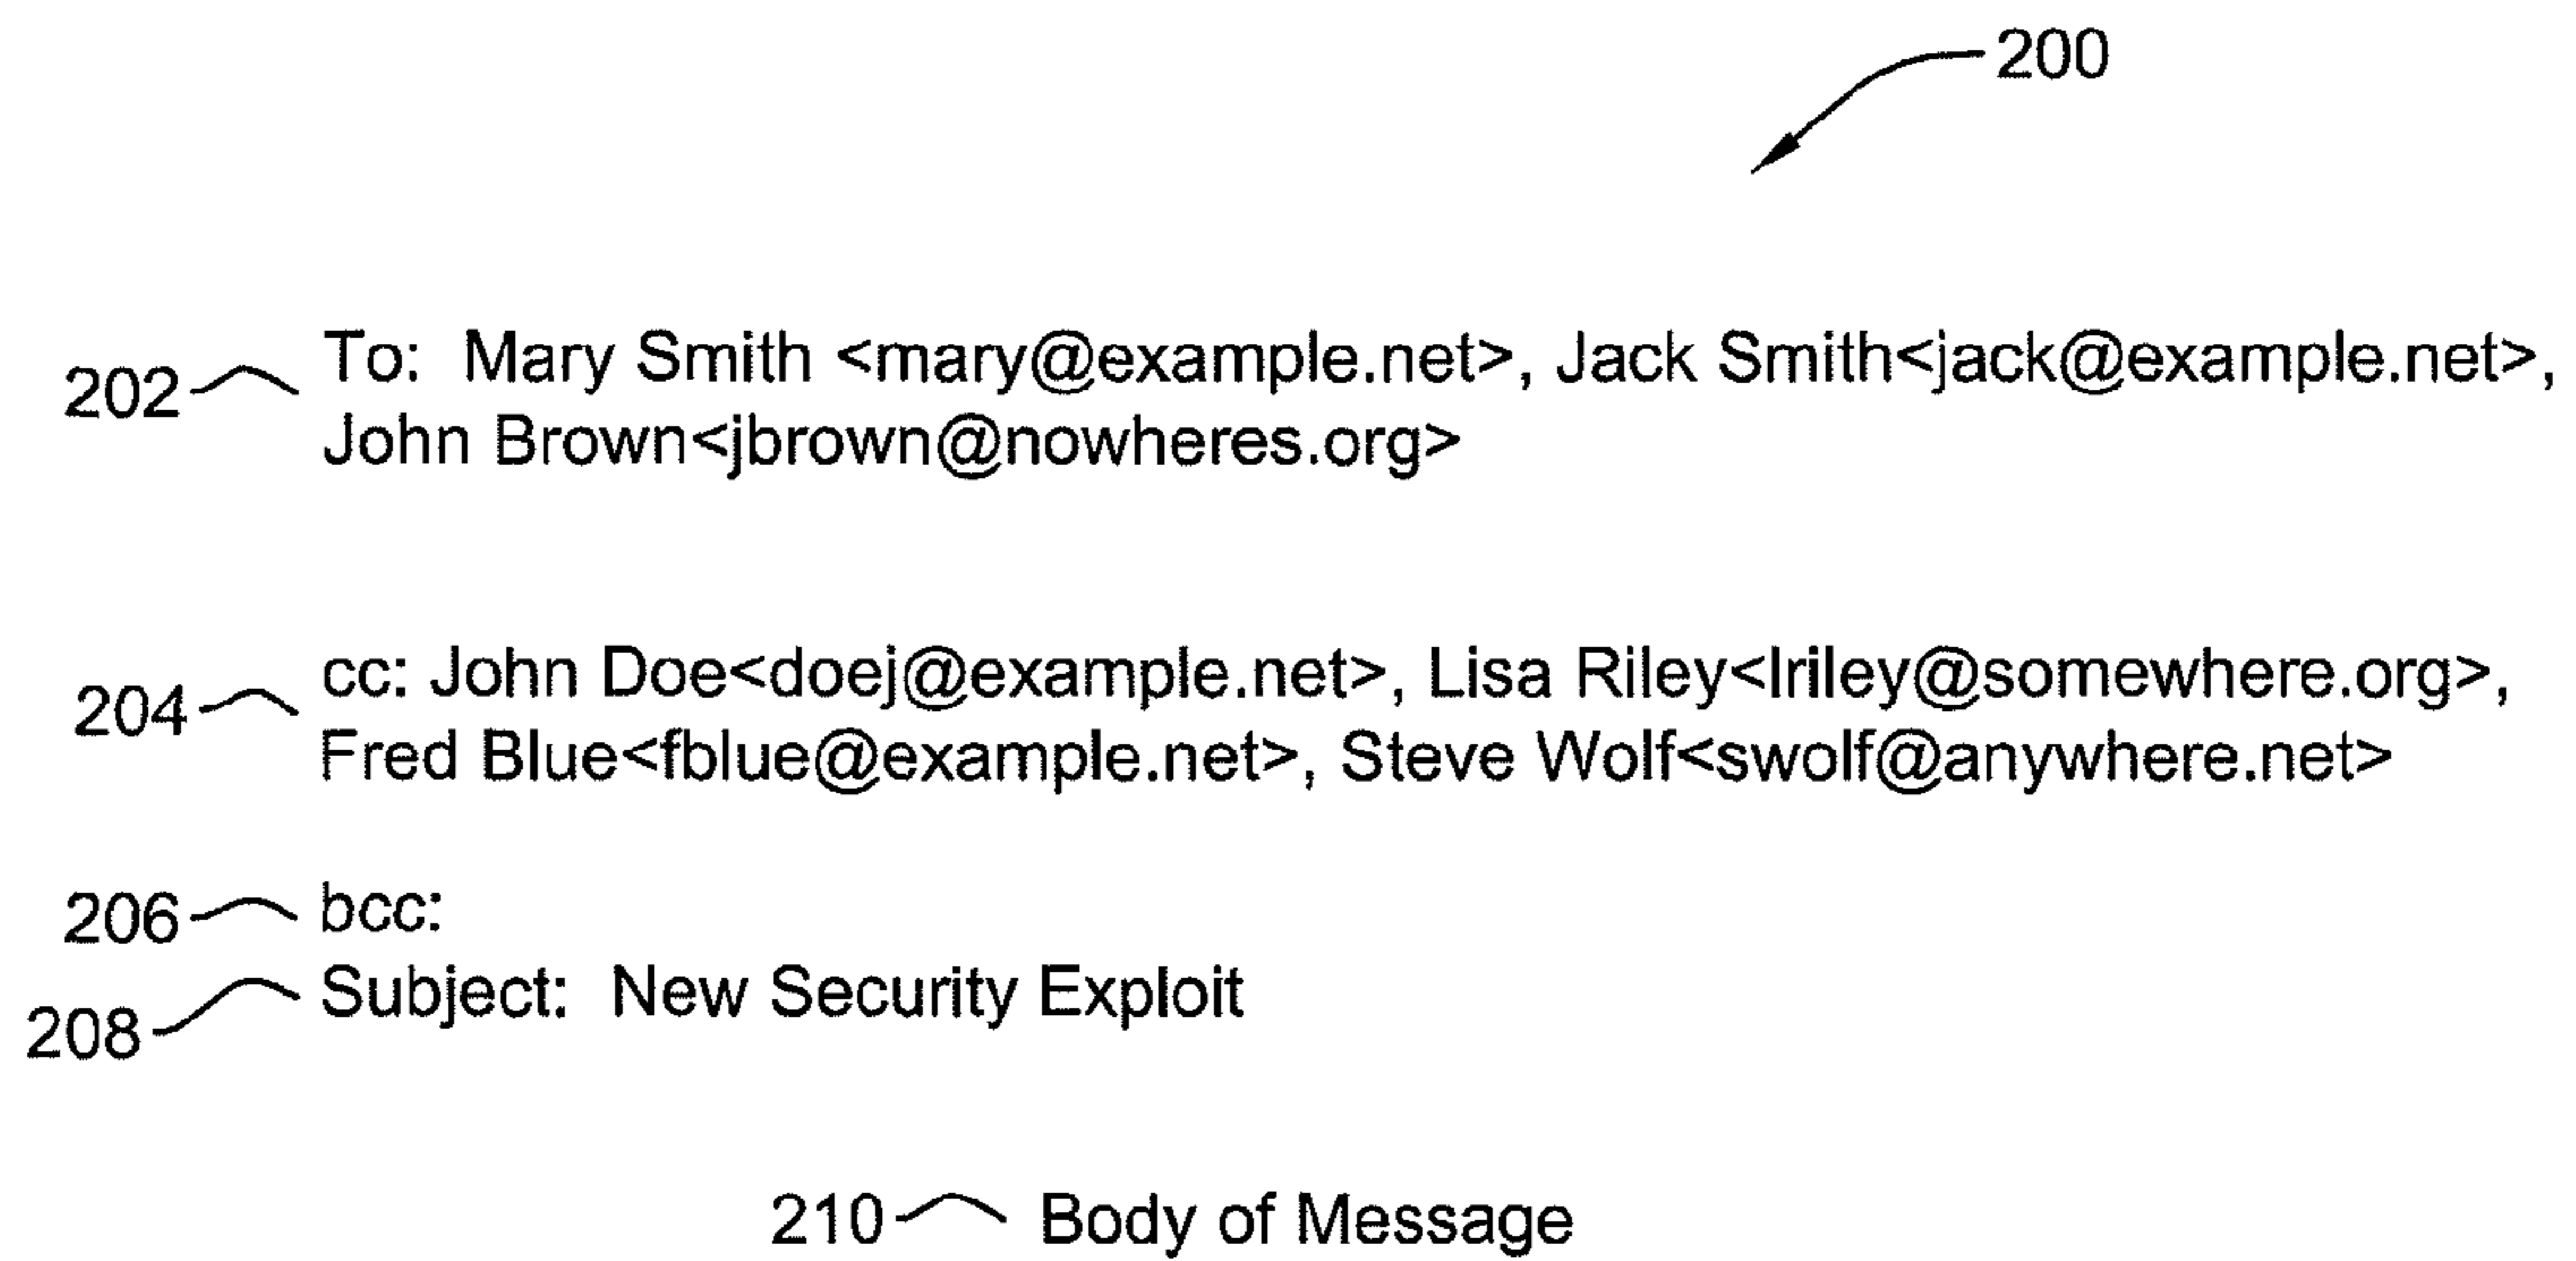 200
202 To: Mary Smith <mary@example.net>, Jack Smith<jack@example.net>,
John Brown<jbrown@nowheres.org>
204 cc: John Doe<doej@example.net>, Lisa Riley<lriley@somewhere.org>,
Fred Blue<fblue@example.net>, Steve Wolf<swolf@anywhere.net>
206 bcc:
208 Subject: New Security Exploit
210 Body of Message